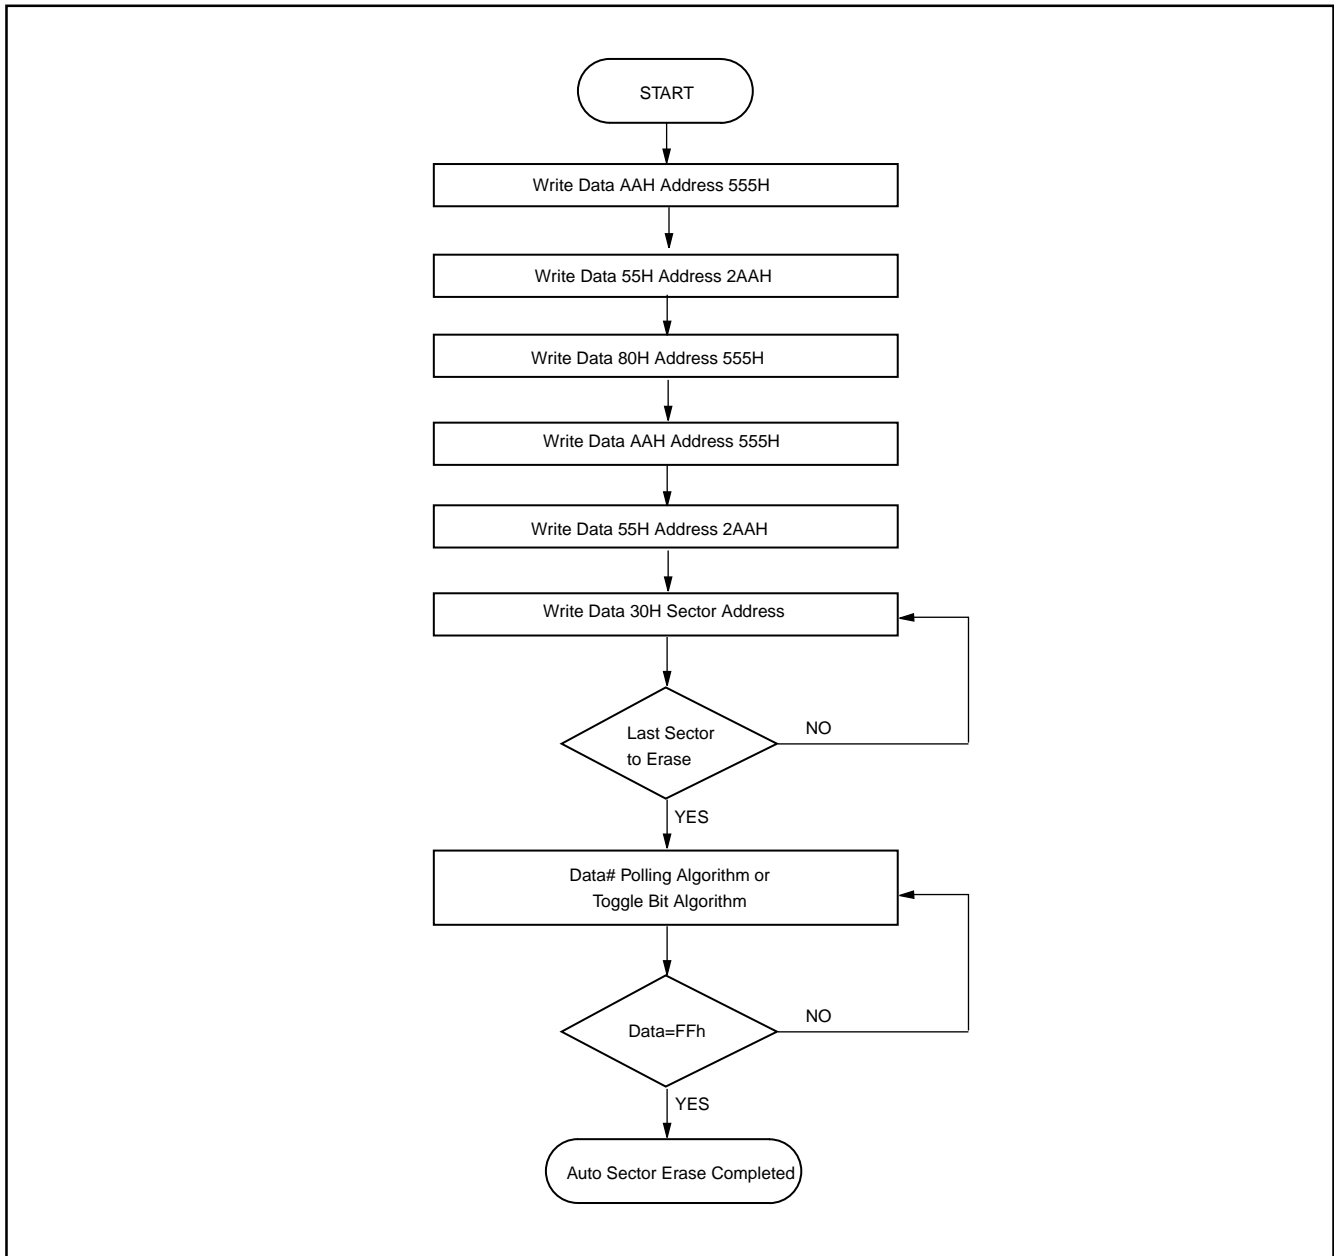 START
Write Data AAH Address 555H
Write Data 55H Address 2AAH
Write Data 80H Address 555H
Write Data AAH Address 555H
Write Data 55H Address 2AAH
Write Data 30H Sector Address
Last Sector
to Erase
NO
YES
Data# Polling Algorithm or
Toggle Bit Algorithm
Data=FFh
NO
YES
Auto Sector Erase Completed